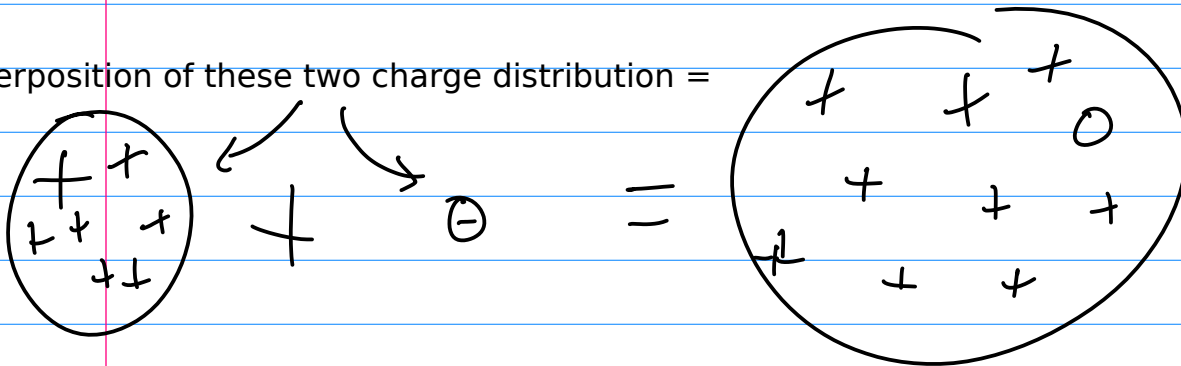 erposition of these two charge distribution =
+ + + + + + + + ⊖ = + + + O + + + + + +